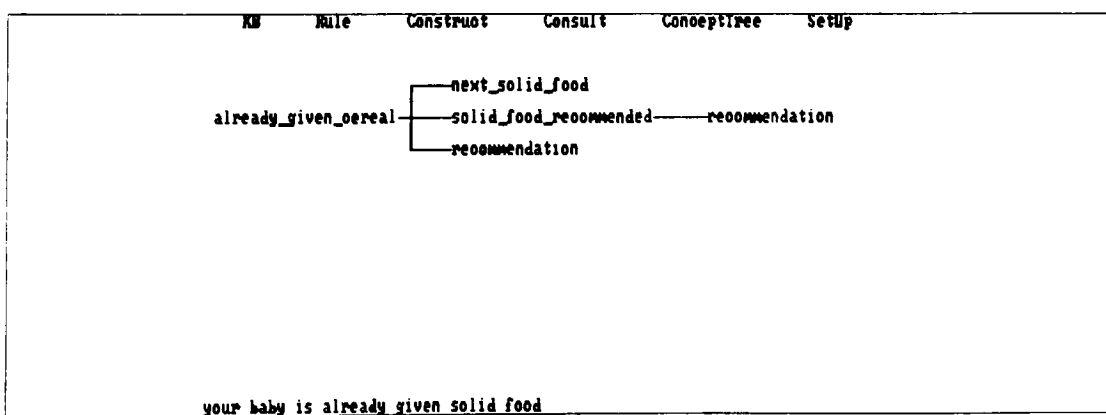 KB Rule Construct Consult ConceptTree SetUp
next_solid_food
already_given_cereal solid_food_recommended recommendation
recommendation
your baby is already given solid food